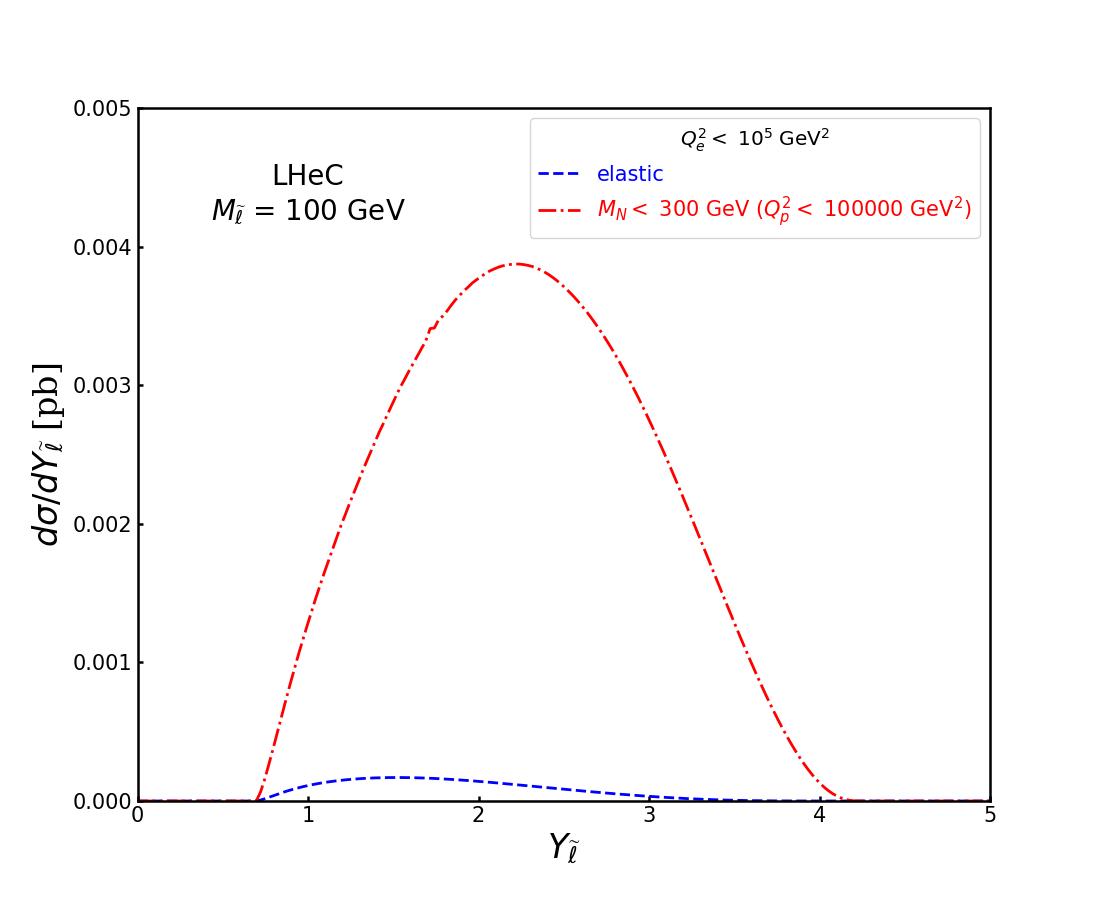 0.005
0.004
0.003
0.002
0.001
0.000
dσ/dY_ℓ̃ [pb]
LHeC
M_ℓ̃ = 100 GeV
Q²_e < 10⁵ GeV²
elastic
M_N < 300 GeV (Q²_p < 100000 GeV²)
0 1 2 3 4 5
Y_ℓ̃